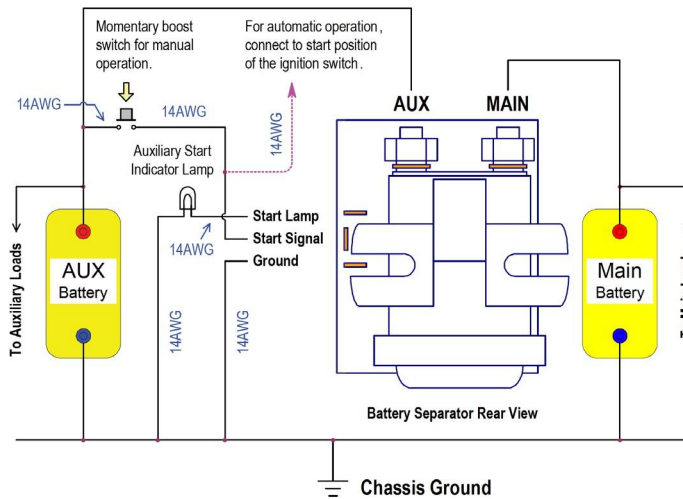 Momentary boost
switch for manual
operation.
For automatic operation,
connect to start position
of the ignition switch.
14AWG
14AWG
14AWG
AUX
MAIN
Auxiliary Start
Indicator Lamp
Start Lamp
14AWG
Start Signal
Ground
To Auxiliary Loads
AUX
Battery
14AWG
14AWG
Main
Battery
Battery Separator Rear View
Chassis Ground